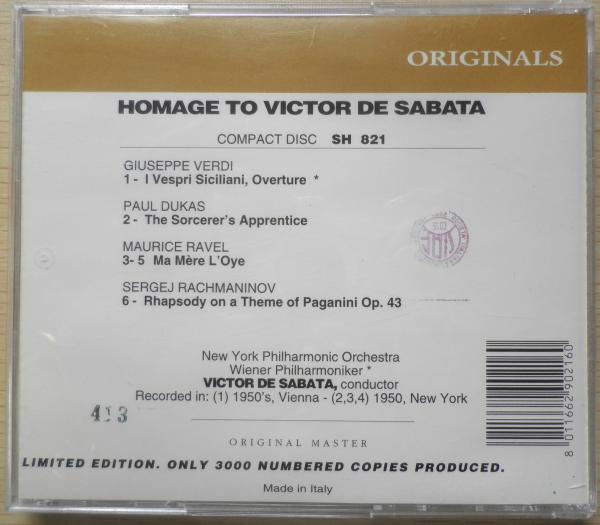 ORIGINALS
HOMAGE TO VICTOR DE SABATA
COMPACT DISC SH 821
GIUSEPPE VERDI
1 - I Vespri Siciliani, Overture *
PAUL DUKAS
2 - The Sorcerer's Apprentice
MAURICE RAVEL
3- 5 Ma Mère L'Oye
SERGEJ RACHMANINOV
6 - Rhapsody on a Theme of Paganini Op. 43
New York Philharmonic Orchestra
Wiener Philharmoniker *
VICTOR DE SABATA, conductor
Recorded in: (1) 1950's, Vienna - (2,3,4) 1950, New York
413
ORIGINAL MASTER
LIMITED EDITION. ONLY 3000 NUMBERED COPIES PRODUCED.
Made in Italy
8 011662 902160